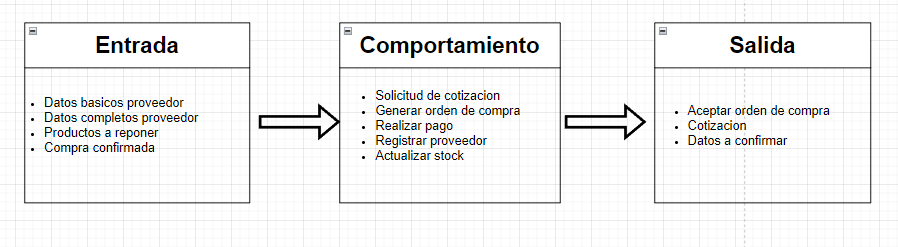 Entrada
Datos basicos proveedor
Datos completos proveedor
Productos a reponer
Compra confirmada
Comportamiento
Solicitud de cotizacion
Generar orden de compra
Realizar pago
Registrar proveedor
Actualizar stock
Salida
Aceptar orden de compra
Cotizacion
Datos a confirmar